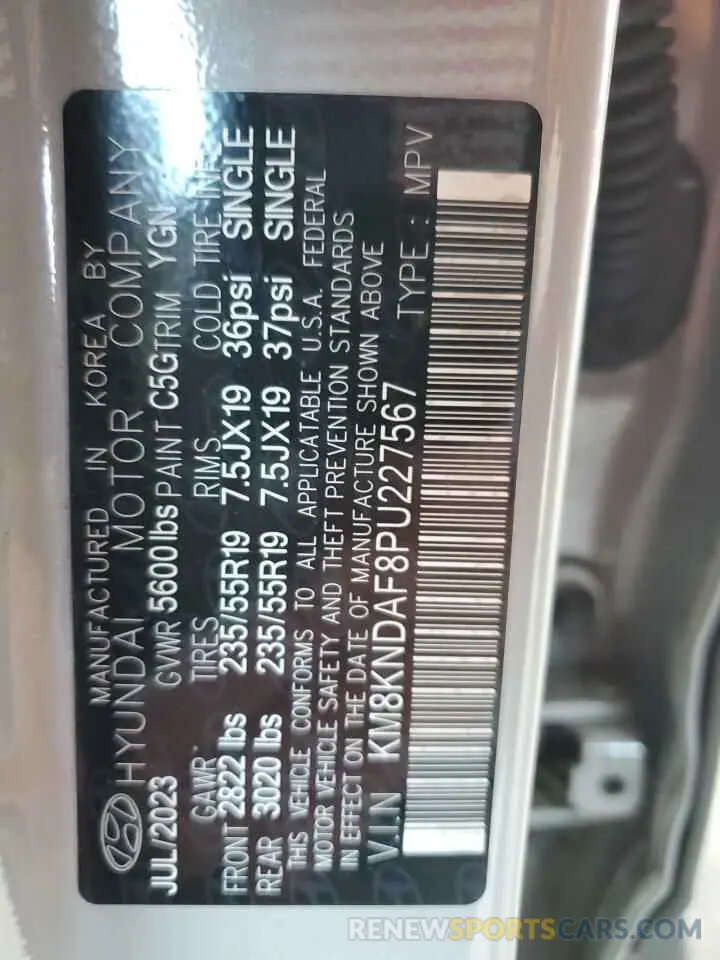 MANUFACTURED IN KOREA BY
HYUNDAI MOTOR COMPANY
JUL/2023 GVWR 5600lbs PAINT C5G TRIM YGN
GAWR TIRES RIMS COLD TIRE
FRONT 2822 lbs 235/55R19 7.5JX19 36psi SINGLE
REAR 3020 lbs 235/55R19 7.5JX19 37psi SINGLE
THIS VEHICLE CONFORMS TO ALL APPLICATABLE U.S.A. FEDERAL
MOTOR VEHICLE SAFETY AND THEFT PREVENTION STANDARDS
IN EFFECT ON THE DATE OF MANUFACTURE SHOWN ABOVE
V.I.N KM8KNDAF8PU227567 TYPE : MPV
RENEWSPORTSCARS.COM